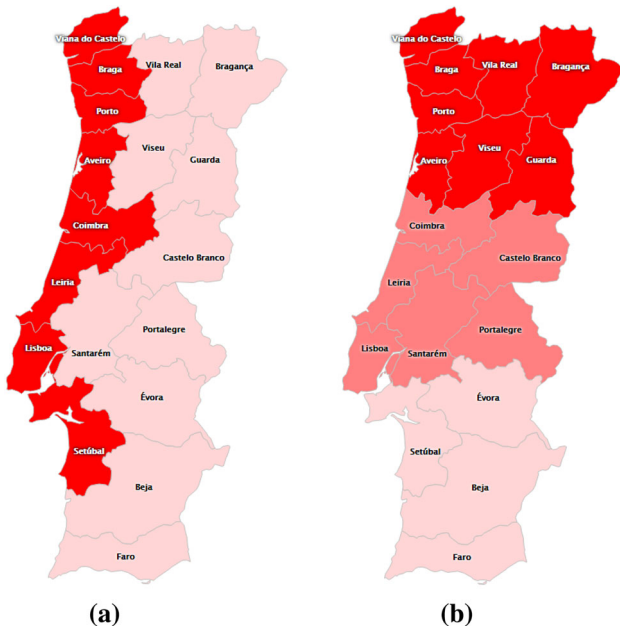 Viana do Castelo
Braga
Vila Real
Bragança
Porto
Aveiro
Viseu
Guarda
Coimbra
Castelo Branco
Leiria
Portalegre
Lisboa
Santarém
Évora
Setúbal
Beja
Faro
(a)
Viana do Castelo
Braga
Vila Real
Bragança
Porto
Aveiro
Viseu
Guarda
Coimbra
Castelo Branco
Leiria
Portalegre
Lisboa
Santarém
Évora
Setúbal
Beja
Faro
(b)